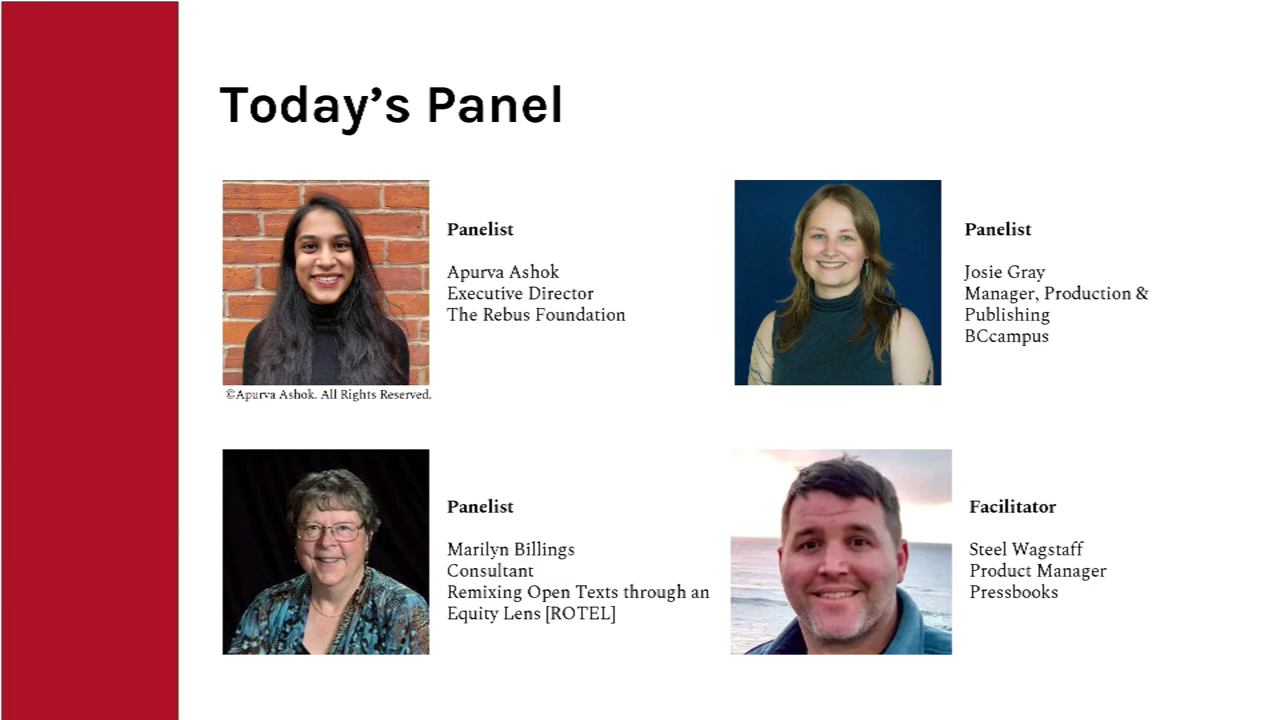 Today’s Panel
Panelist
Apurva Ashok
Executive Director
The Rebus Foundation
©Apurva Ashok. All Rights Reserved.
Panelist
Josie Gray
Manager, Production &
Publishing
BCcampus
Panelist
Marilyn Billings
Consultant
Remixing Open Texts through an
Equity Lens [ROTEL]
Facilitator
Steel Wagstaff
Product Manager
Pressbooks